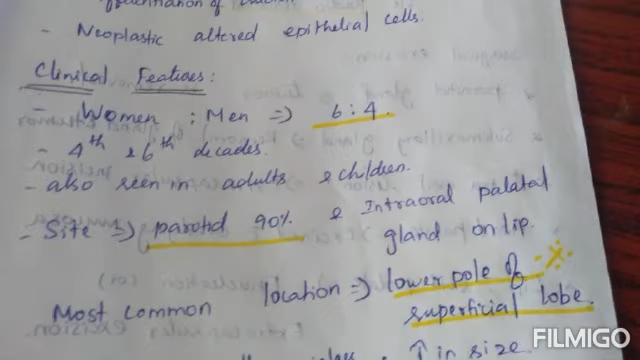 - Neoplastic altered epithelial cells.
Clinical Features:
- Women : Men => 6:4.
- 4th & 6th decades.
- also seen in adults & children.
- Site => parotid 90% & Intraoral palatal
gland on lip.
Most common location => lower pole of
superficial lobe.
↑ in size.
FILMIGO